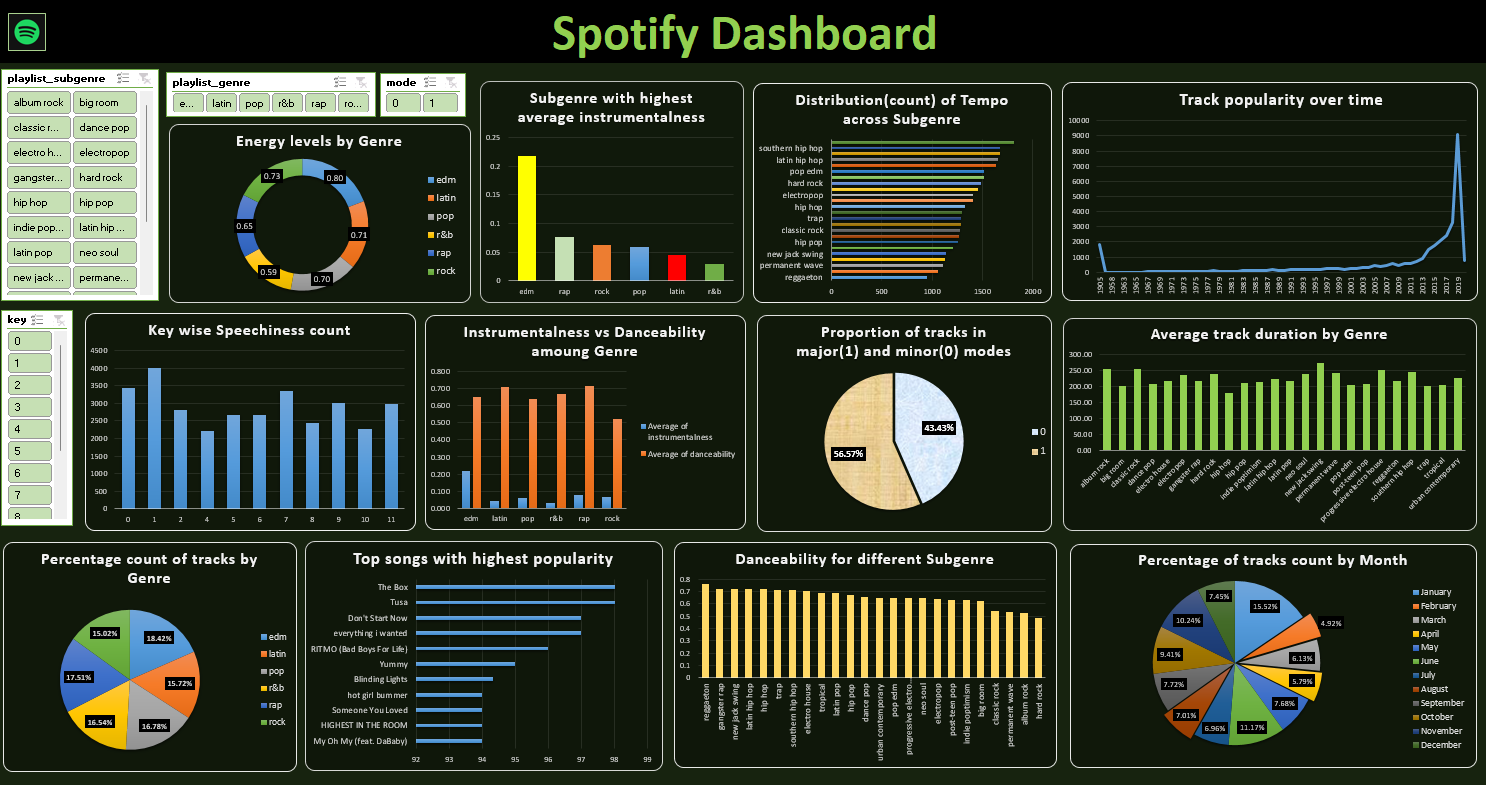 Spotify Dashboard
playlist_subgenre
album rock
big room
classic r...
dance pop
electro h...
electropop
gangster...
hard rock
hip hop
hip pop
indie pop...
latin hip ...
latin pop
neo soul
new jack ...
permane...
playlist_genre
e...
latin
pop
r&b
rap
ro...
mode
0
1
Energy levels by Genre
0.80
0.71
0.70
0.59
0.65
0.73
edm
latin
pop
r&b
rap
rock
Subgenre with highest
average instrumentalness
0.25
0.2
0.15
0.1
0.05
0
edm
rap
rock
pop
latin
r&b
Distribution(count) of Tempo
across Subgenre
southern hip hop
latin hip hop
pop edm
hard rock
electropop
hip hop
trap
classic rock
hip pop
new jack swing
permanent wave
reggaeton
0
500
1000
1500
2000
Track popularity over time
10000
9000
8000
7000
6000
5000
4000
3000
2000
1000
0
1905
1958
1963
1965
1967
1969
1971
1973
1975
1977
1979
1981
1983
1985
1987
1989
1991
1993
1995
1997
1999
2001
2003
2005
2007
2009
2011
2013
2015
2017
2019
key
0
1
2
3
4
5
6
7
8
Key wise Speechiness count
4500
4000
3500
3000
2500
2000
1500
1000
500
0
0
1
2
4
5
6
7
8
9
10
11
Instrumentalness vs Danceability
amoung Genre
0.800
0.700
0.600
0.500
0.400
0.300
0.200
0.100
0.000
edm
latin
pop
r&b
rap
rock
Average of
instrumentalness
Average of danceability
Proportion of tracks in
major(1) and minor(0) modes
43.43%
56.57%
0
1
Average track duration by Genre
300.00
250.00
200.00
150.00
100.00
50.00
0.00
album rock
big room
classic rock
dance pop
electro house
electropop
gangster rap
hard rock
hip hop
hip pop
indie poptimism
latin hip hop
latin pop
neo soul
new jack swing
permanent wave
pop edm
post-teen pop
progressive electro house
reggaeton
southern hip hop
trap
tropical
urban contemporary
Percentage count of tracks by
Genre
18.42%
15.72%
16.78%
16.54%
17.51%
15.02%
edm
latin
pop
r&b
rap
rock
Top songs with highest popularity
The Box
Tusa
Don't Start Now
everything i wanted
RITMO (Bad Boys For Life)
Yummy
Blinding Lights
hot girl bummer
Someone You Loved
HIGHEST IN THE ROOM
My Oh My (feat. DaBaby)
92
93
94
94
95
96
97
98
99
Danceability for different Subgenre
0.8
0.7
0.6
0.5
0.4
0.3
0.2
0.1
0
reggaeton
gangster rap
new jack swing
latin hip hop
hip hop
trap
southern hip hop
electro house
tropical
latin pop
hip pop
dance pop
urban contemporary
pop edm
progressive electro...
neo soul
electropop
post-teen pop
indie poptimism
big room
classic rock
permanent wave
album rock
hard rock
Percentage of tracks count by Month
15.52%
4.92%
6.13%
5.79%
7.68%
11.17%
6.96%
7.01%
7.72%
9.41%
10.24%
7.45%
January
February
March
April
May
June
July
August
September
October
November
December